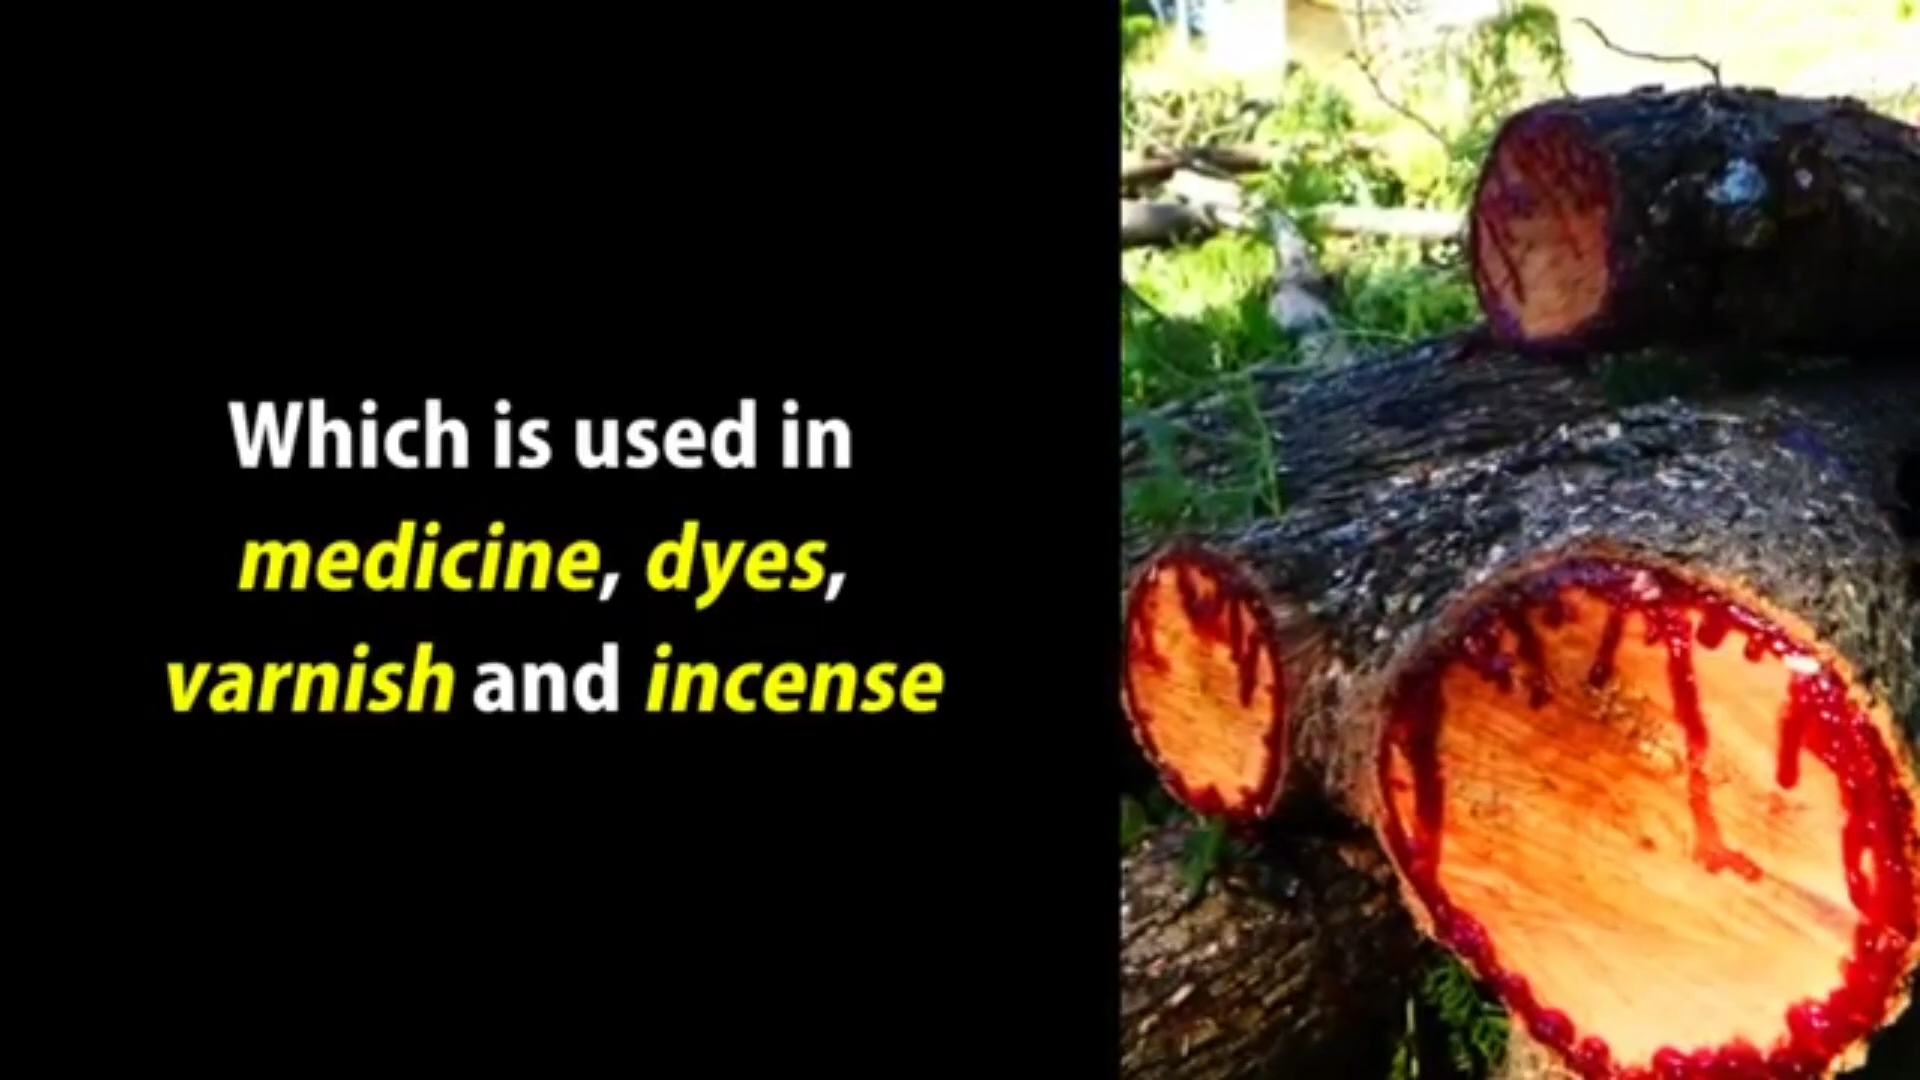 Which is used in
medicine, dyes,
varnish and incense